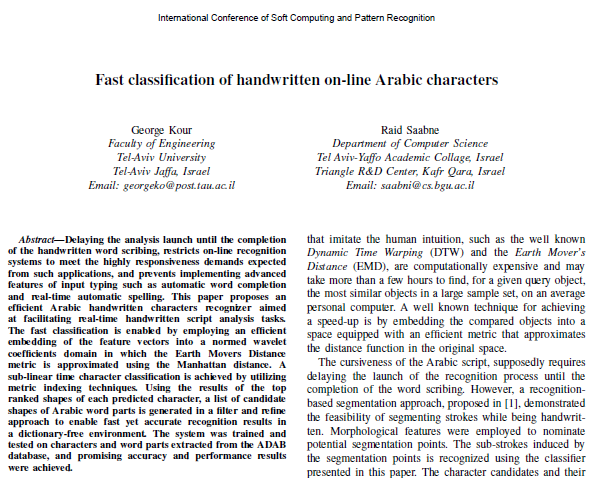 International Conference of Soft Computing and Pattern Recognition
Fast classification of handwritten on-line Arabic characters
George Kour
Faculty of Engineering
Tel-Aviv University
Tel-Aviv Jaffa, Israel
Email: georgeko@post.tau.ac.il
Raid Saabne
Department of Computer Science
Tel Aviv-Yaffo Academic Collage, Israel
Triangle R&D Center, Kafr Qara, Israel
Email: saabni@cs.bgu.ac.il
Abstract—Delaying the analysis launch until the completion
of the handwritten word scribing, restricts on-line recognition
systems to meet the highly responsiveness demands expected
from such applications, and prevents implementing advanced
features of input typing such as automatic word completion
and real-time automatic spelling. This paper proposes an
efficient Arabic handwritten characters recognizer aimed
at facilitating real-time handwritten script analysis tasks.
The fast classification is enabled by employing an efficient
embedding of the feature vectors into a normed wavelet
coefficients domain in which the Earth Movers Distance
metric is approximated using the Manhattan distance. A
sub-linear time character classification is achieved by utilizing
metric indexing techniques. Using the results of the top
ranked shapes of each predicted character, a list of candidate
shapes of Arabic word parts is generated in a filter and refine
approach to enable fast yet accurate recognition results in
a dictionary-free environment. The system was trained and
tested on characters and word parts extracted from the ADAB
database, and promising accuracy and performance results
were achieved.
that imitate the human intuition, such as the well known
Dynamic Time Warping (DTW) and the Earth Mover's
Distance (EMD), are computationally expensive and may
take more than a few hours to find, for a given query object,
the most similar objects in a large sample set, on an average
personal computer. A well known technique for achieving
a speed-up is by embedding the compared objects into a
space equipped with an efficient metric that approximates
the distance function in the original space.
The cursiveness of the Arabic script, supposedly requires
delaying the launch of the recognition process until the
completion of the word scribing. However, a recognition-
based segmentation approach, proposed in [1], demonstrated
the feasibility of segmenting strokes while being handwrit-
ten. Morphological features were employed to nominate
potential segmentation points. The sub-strokes induced by
the segmentation points is recognized using the classifier
presented in this paper. The character candidates and their